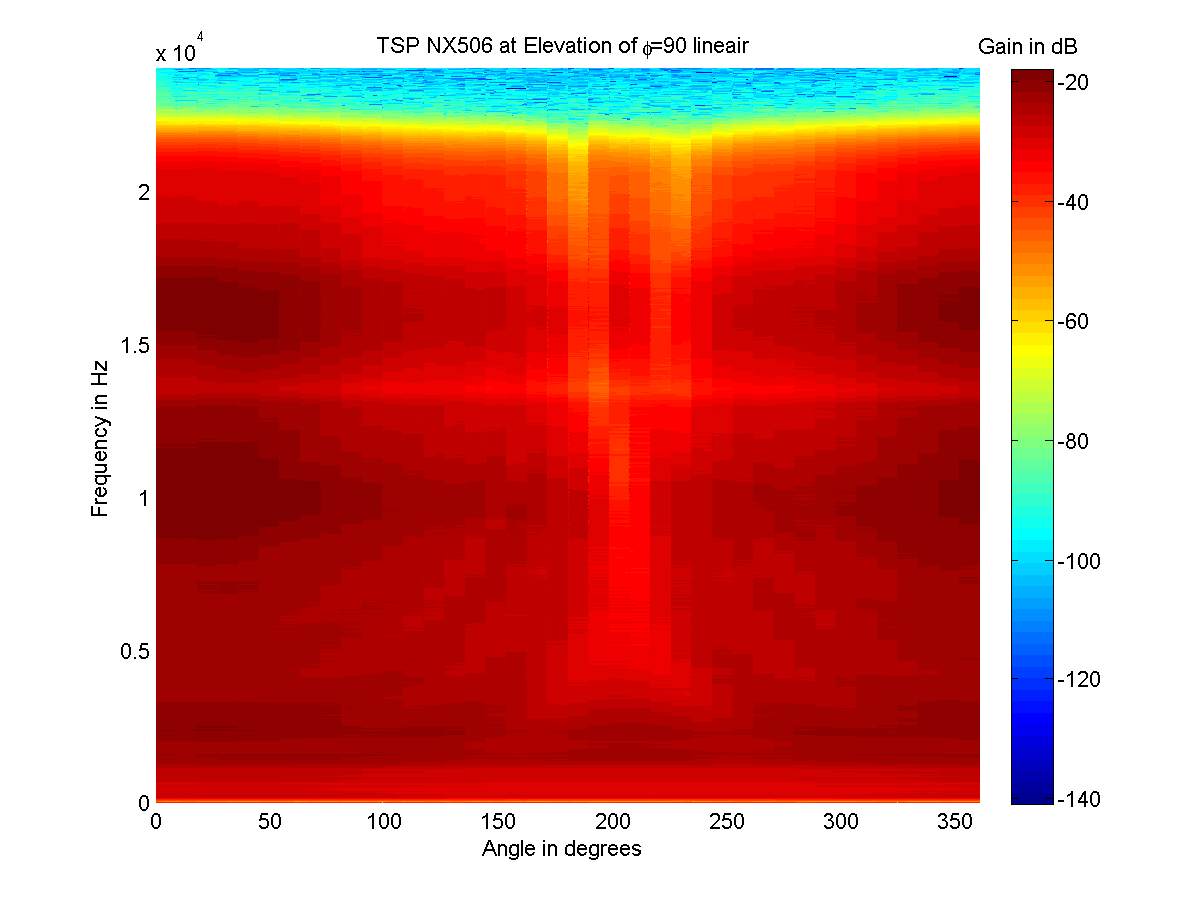 TSP NX506 at Elevation of ϕ=90 lineair
Gain in dB
x 10^4
2
1.5
1
0.5
0
Frequency in Hz
0 50 100 150 200 250 300 350
Angle in degrees
-20
-40
-60
-80
-100
-120
-140